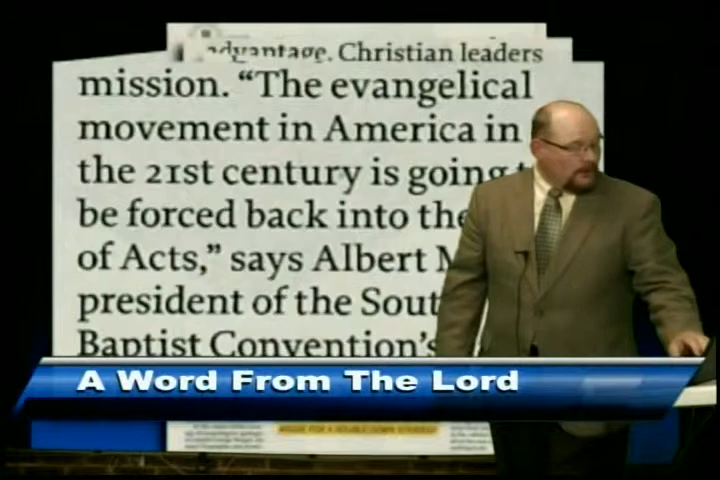 advantage. Christian leaders
mission. “The evangelical
movement in America in
the 21st century is going
be forced back into the
of Acts,” says Albert
president of the Sout
Baptist Convention’s
A Word From The Lord